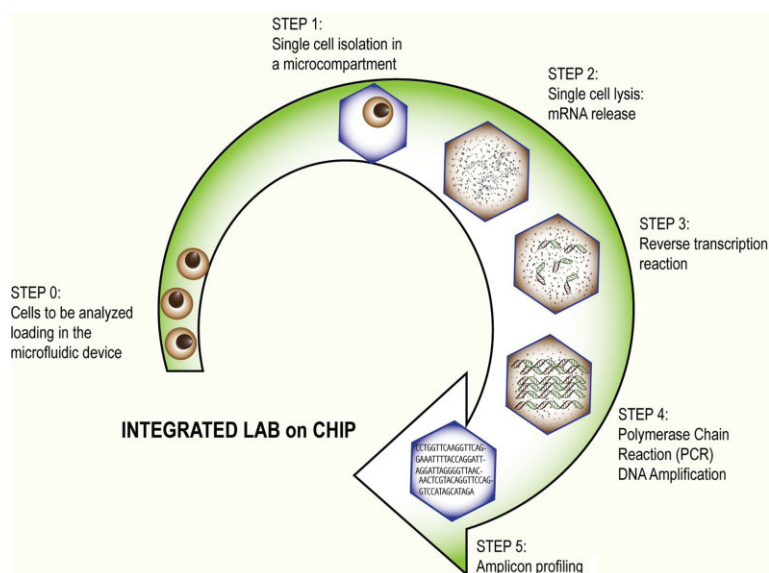 STEP 1:
Single cell isolation in
a microcompartment
STEP 2:
Single cell lysis:
mRNA release
STEP 3:
Reverse transcription
reaction
STEP 0:
Cells to be analyzed
loading in the
microfluidic device
STEP 4:
Polymerase Chain
Reaction (PCR)
DNA Amplification
INTEGRATED LAB on CHIP
CCTGGTTCAAGGTTCAG-
GAAATTTTACCAGGATT-
AGGATTAGGGGTTAAC-
AACTCGTACAGGTTCCAG-
GTCCATAGCATAGA
STEP 5:
Amplicon profiling